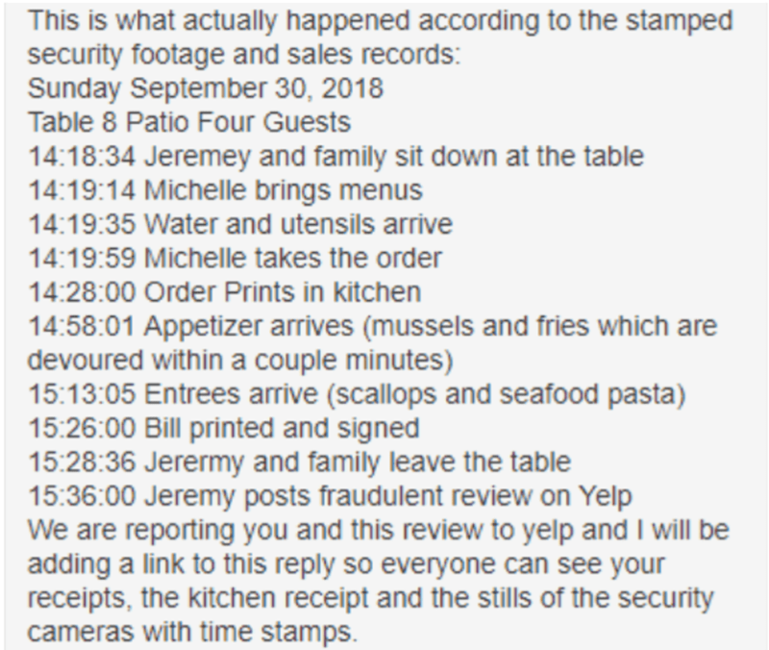 This is what actually happened according to the stamped
security footage and sales records:
Sunday September 30, 2018
Table 8 Patio Four Guests
14:18:34 Jeremey and family sit down at the table
14:19:14 Michelle brings menus
14:19:35 Water and utensils arrive
14:19:59 Michelle takes the order
14:28:00 Order Prints in kitchen
14:58:01 Appetizer arrives (mussels and fries which are
devoured within a couple minutes)
15:13:05 Entrees arrive (scallops and seafood pasta)
15:26:00 Bill printed and signed
15:28:36 Jerermy and family leave the table
15:36:00 Jeremy posts fraudulent review on Yelp
We are reporting you and this review to yelp and I will be
adding a link to this reply so everyone can see your
receipts, the kitchen receipt and the stills of the security
cameras with time stamps.